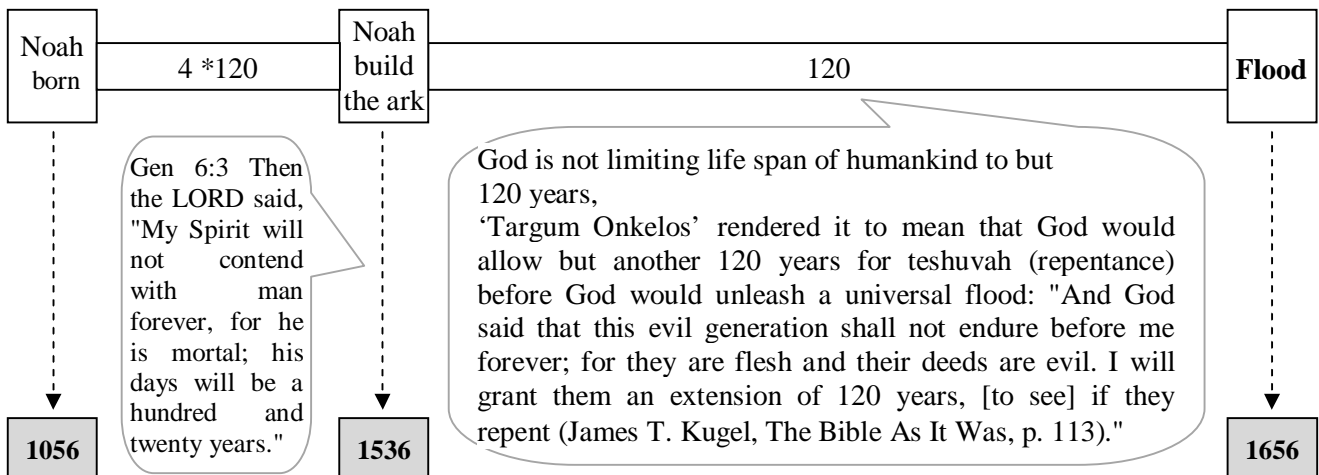 Noah
born
4 *120
Noah
build
the ark
120
Flood
Gen 6:3 Then
the LORD said,
"My Spirit will
not contend
with man
forever, for he
is mortal; his
days will be a
hundred and
twenty years."
God is not limiting life span of humankind to but
120 years,
‘Targum Onkelos’ rendered it to mean that God would
allow but another 120 years for teshuvah (repentance)
before God would unleash a universal flood: "And God
said that this evil generation shall not endure before me
forever; for they are flesh and their deeds are evil. I will
grant them an extension of 120 years, [to see] if they
repent (James T. Kugel, The Bible As It Was, p. 113)."
1056
1536
1656